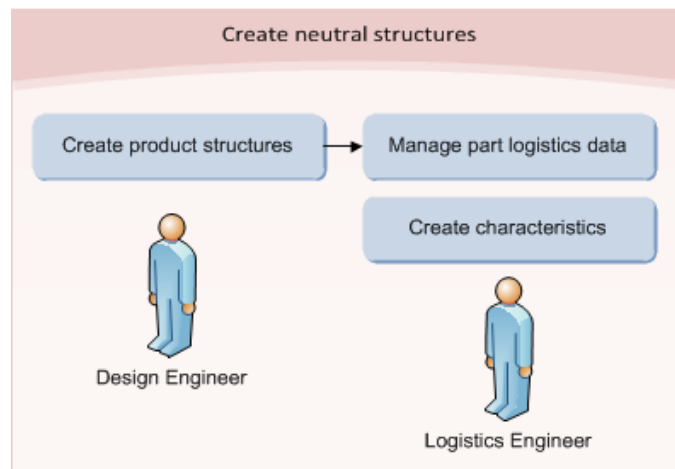 Create neutral structures
Create product structures
Manage part logistics data
Create characteristics
Design Engineer
Logistics Engineer